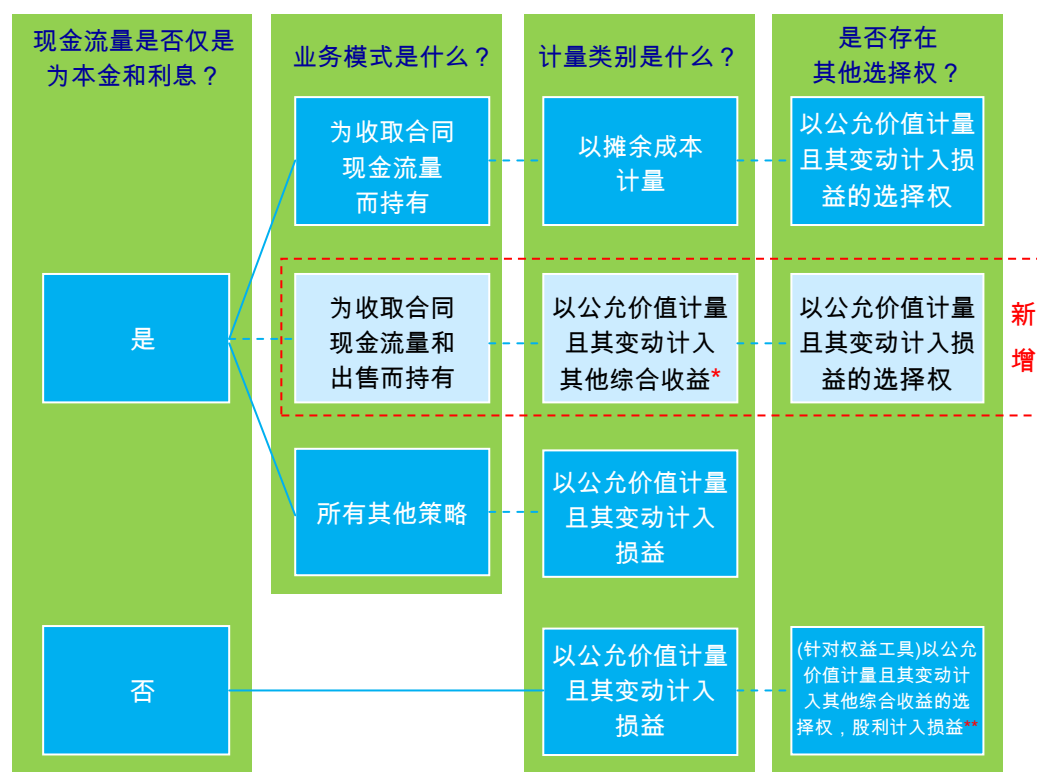 现金流量是否仅是
为本金和利息？
业务模式是什么？
计量类别是什么？
是否存在
其他选择权？
为收取合同
现金流量
而持有
以摊余成本
计量
以公允价值计量
且其变动计入损
益的选择权
是
为收取合同
现金流量和
出售而持有
以公允价值计量
且其变动计入
其他综合收益*
以公允价值计量
且其变动计入损
益的选择权
新
增
所有其他策略
以公允价值计量
且其变动计入
损益
否
以公允价值计量
且其变动计入
损益
(针对权益工具)以公允
价值计量且其变动计
入其他综合收益的选
择权，股利计入损益**